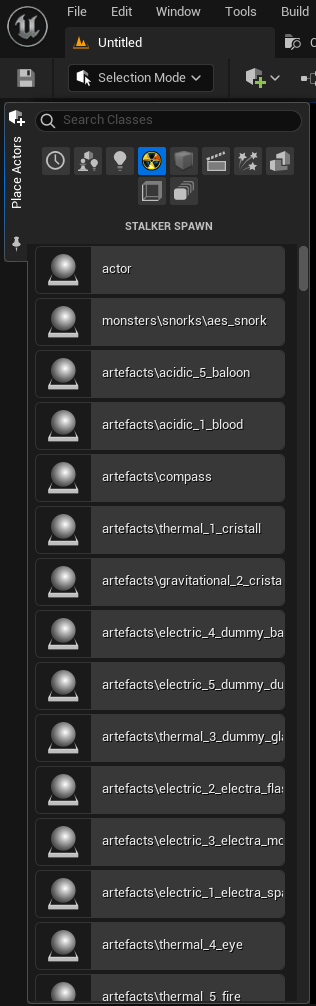 File Edit Window Tools Build
Untitled
Selection Mode
Place Actors
Search Classes
STALKER SPAWN
actor
monsters\snorks\aes_snork
artefacts\acidic_5_baloon
artefacts\acidic_1_blood
artefacts\compass
artefacts\thermal_1_cristall
artefacts\gravitational_2_crista
artefacts\electric_4_dummy_ba
artefacts\electric_5_dummy_du
artefacts\thermal_3_dummy_gla
artefacts\electric_2_electra_flas
artefacts\electric_3_electra_mo
artefacts\electric_1_electra_spa
artefacts\thermal_4_eye
artefacts\thermal_5_fire